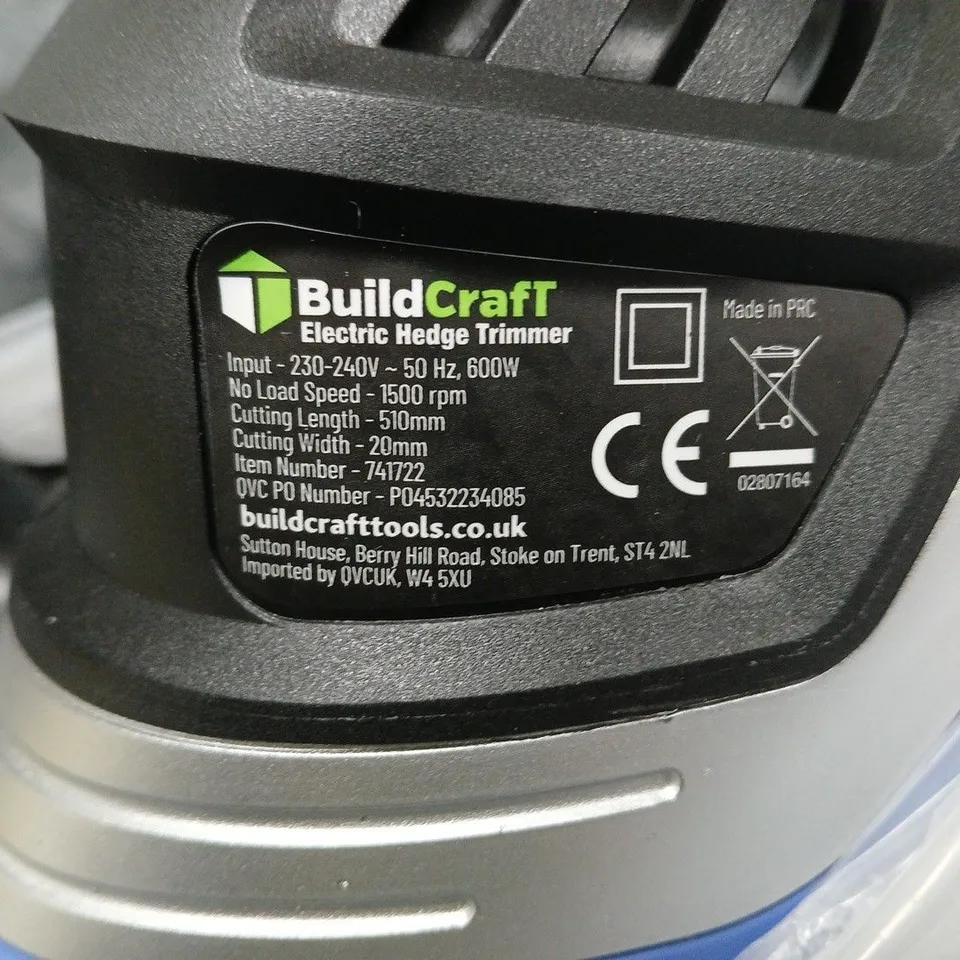 BuildCrafT
Electric Hedge Trimmer
Input - 230-240V ~ 50 Hz, 600W
No Load Speed - 1500 rpm
Cutting Length - 510mm
Cutting Width - 20mm
Item Number - 741722
QVC PO Number - P04532234085
buildcrafttools.co.uk
Sutton House, Berry Hill Road, Stoke on Trent, ST4 2NL
Imported by QVCUK, W4 5XU
Made in PRC
CE
02807164